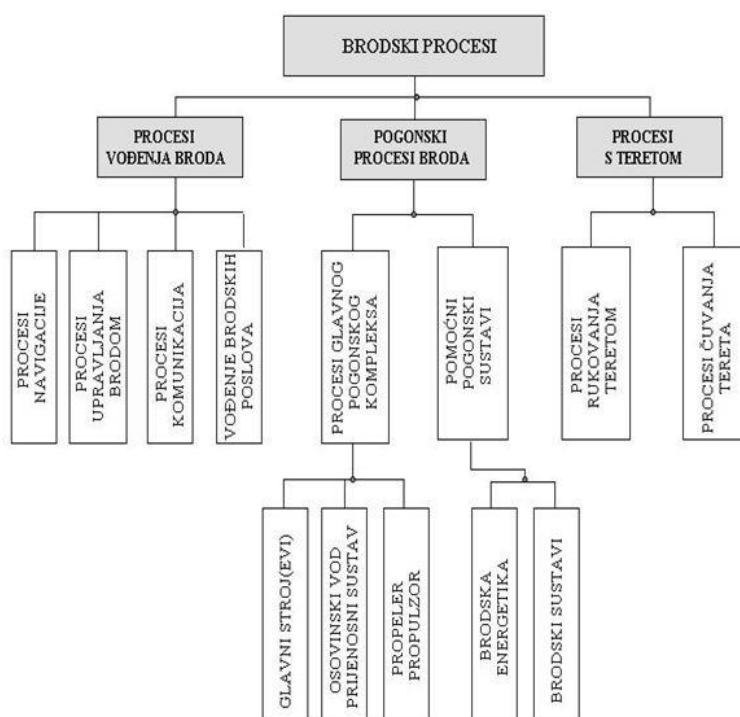 BRODSKI PROCESI
PROCESI
VOĐENJA BRODA
POGONSKI
PROCESI BRODA
PROCESI
S TERETOM
PROCESI
NAVIGACIJE
PROCESI
UPRAVLJANJA
BRODOM
PROCESI
KOMUNIKACIJA
VOĐENJE BRODSKIH
POSLOVA
PROCESI GLAVNOG
POGONSKOG
KOMPLEKSA
POMOĆNI
POGONSKI
SUSTAVI
PROCESI
RUKOVANJA
TERETOM
PROCESI ČUVANJA
TERETA
GLAVNI STROJ(EVI)
OSOVINSKI VOD
PRIJENOSNI SUSTAV
PROPELER
PROPULZOR
BRODSKA
ENERGETIKA
BRODSKI SUSTAVI